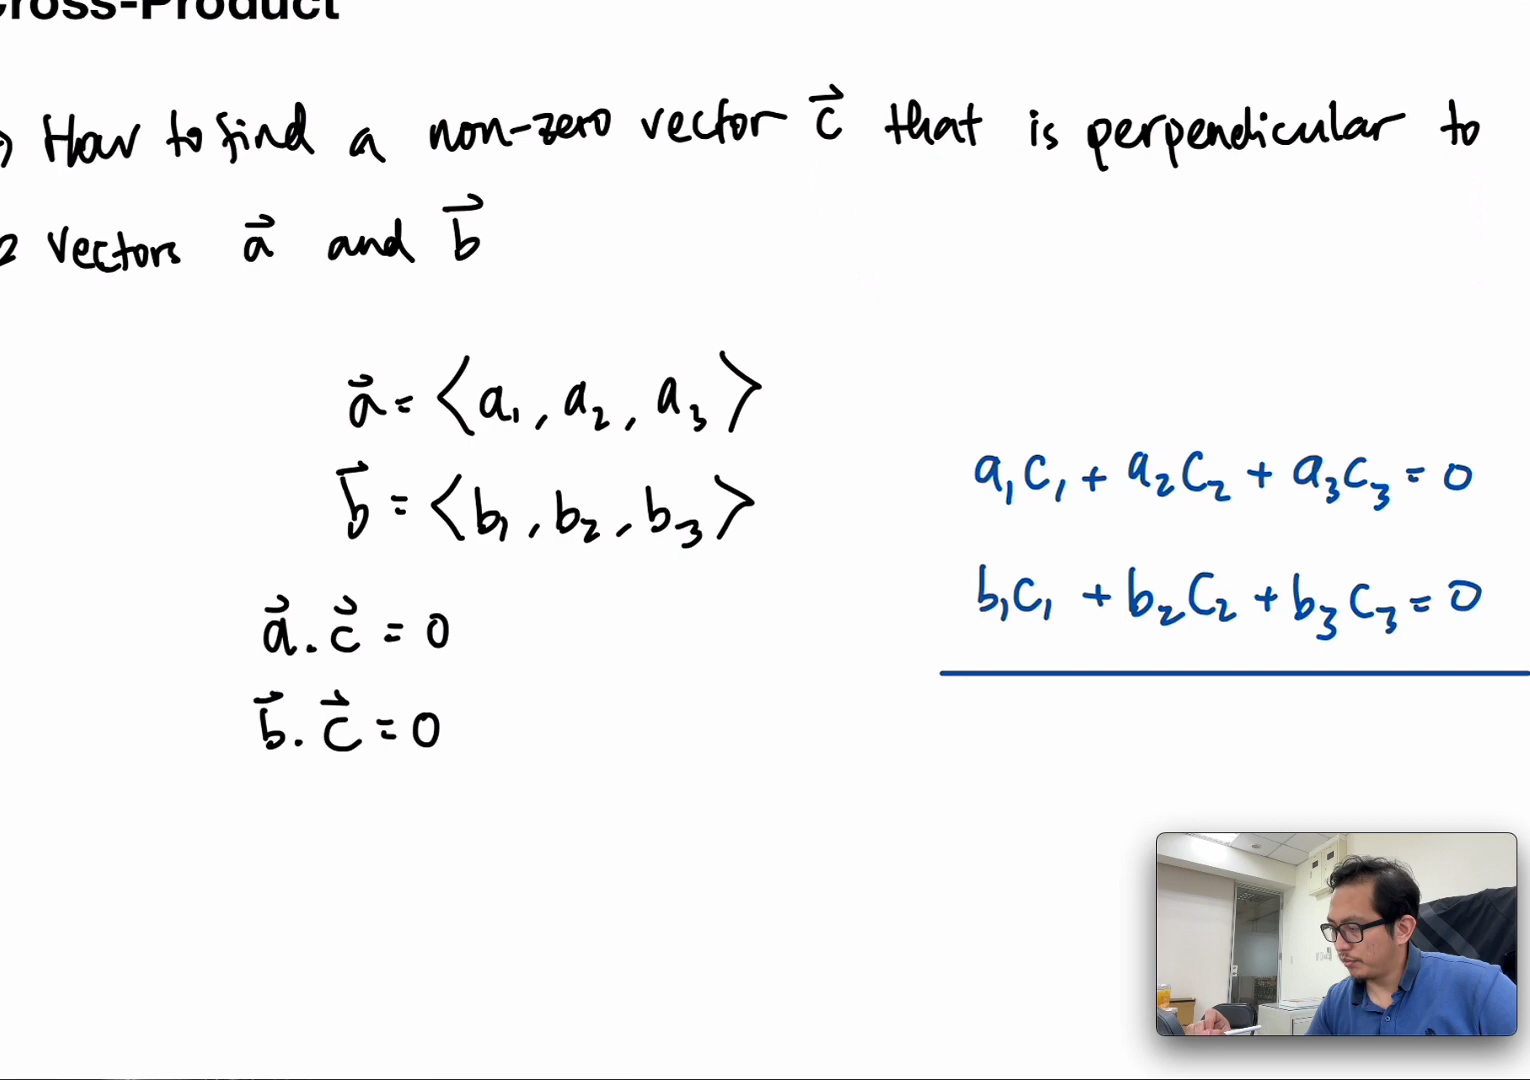 Cross-Product
How to find a non-zero vector c⃗ that is perpendicular to
2 vectors a⃗ and b⃗
a⃗ = ⟨a₁, a₂, a₃⟩
b⃗ = ⟨b₁, b₂, b₃⟩
a₁c₁ + a₂c₂ + a₃c₃ = 0
b₁c₁ + b₂c₂ + b₃c₃ = 0
a⃗ . c⃗ = 0
b⃗ . c⃗ = 0